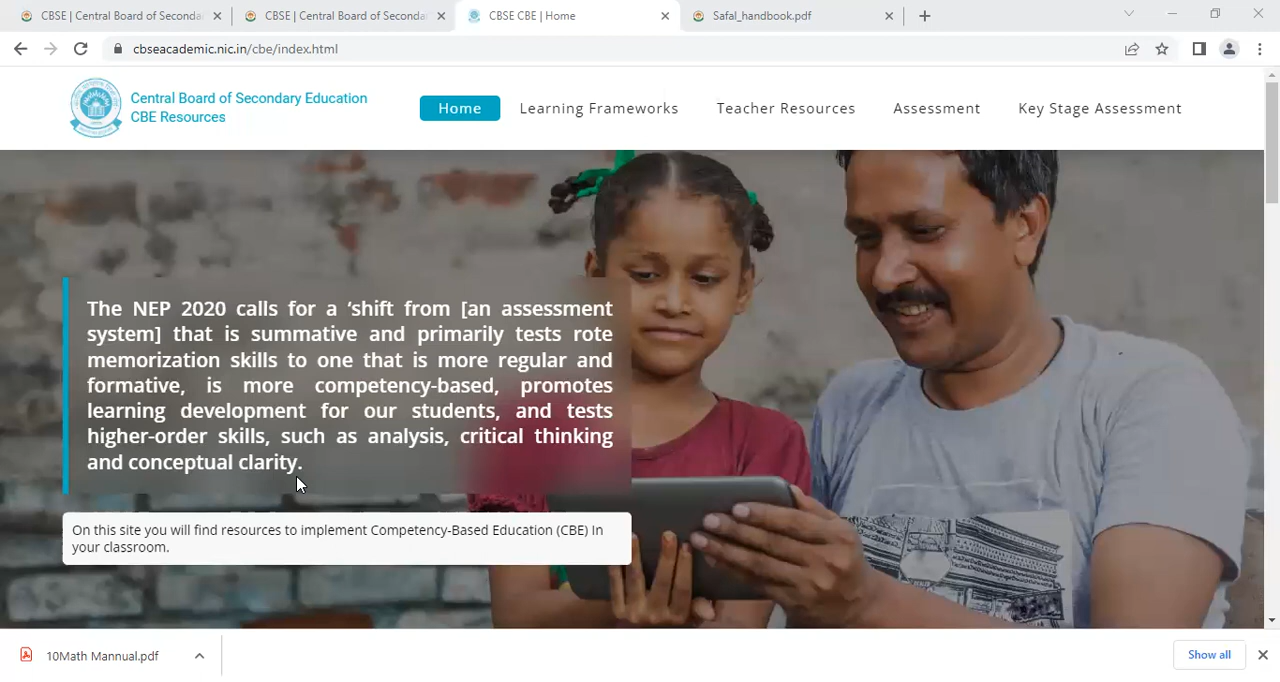 CBSE | Central Board of Seconda
CBSE | Central Board of Seconda
CBSE CBE | Home
Safal_handbook.pdf
cbseacademic.nic.in/cbe/index.html
Central Board of Secondary Education
CBE Resources
Home
Learning Frameworks
Teacher Resources
Assessment
Key Stage Assessment
The NEP 2020 calls for a ‘shift from [an assessment
system] that is summative and primarily tests rote
memorization skills to one that is more regular and
formative, is more competency-based, promotes
learning development for our students, and tests
higher-order skills, such as analysis, critical thinking
and conceptual clarity.
On this site you will find resources to implement Competency-Based Education (CBE) In
your classroom.
10Math Mannual.pdf
Show all